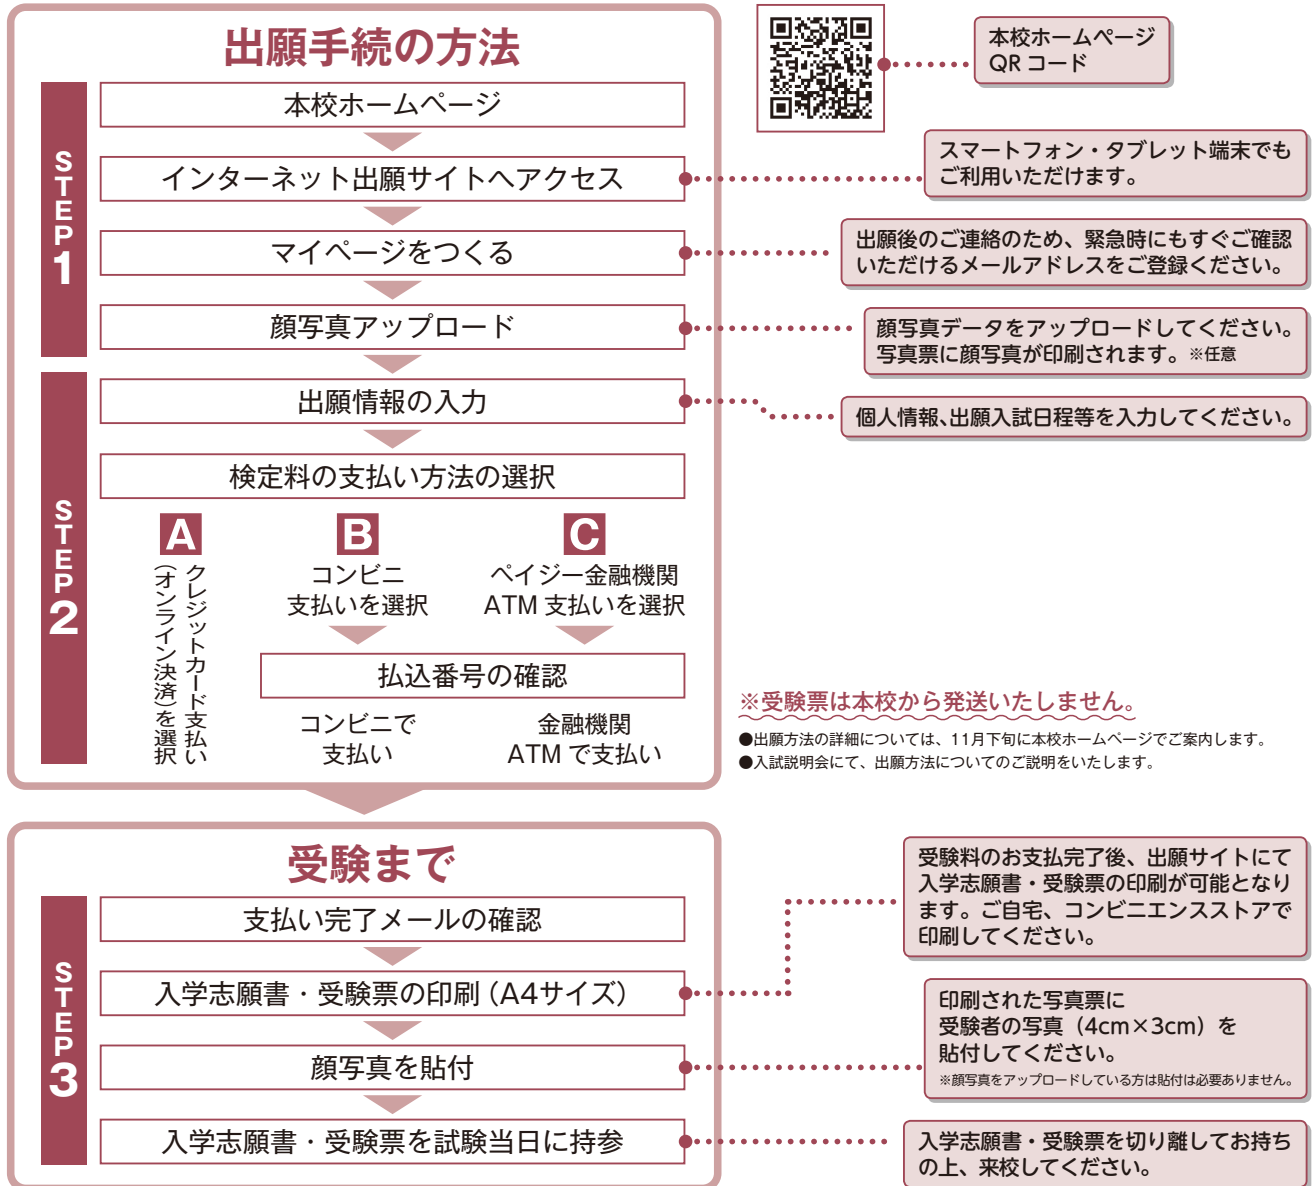 出願手続の方法
STEP1
本校ホームページ
本校ホームページ
QRコード
インターネット出願サイトへアクセス
スマートフォン・タブレット端末でも
ご利用いただけます。
マイページをつくる
出願後のご連絡のため、緊急時にもすぐご確認
いただけるメールアドレスをご登録ください。
顔写真アップロード
顔写真データをアップロードしてください。
写真票に顔写真が印刷されます。※任意
STEP2
出願情報の入力
個人情報、出願入試日程等を入力してください。
検定料の支払い方法の選択
A
クレジットカード支払い
(オンライン決済)を選択
B
コンビニ
支払いを選択
C
ペイジー金融機関
ATM 支払いを選択
払込番号の確認
コンビニで
支払い
金融機関
ATM で支払い
※受験票は本校から発送いたしません。
●出願方法の詳細については、11月下旬に本校ホームページでご案内します。
●入試説明会にて、出願方法についてのご説明をいたします。
受験まで
STEP3
支払い完了メールの確認
入学志願書・受験票の印刷(A4サイズ)
受験料のお支払完了後、出願サイトにて
入学志願書・受験票の印刷が可能となり
ます。ご自宅、コンビニエンスストアで
印刷してください。
顔写真を貼付
印刷された写真票に
受験者の写真(4cm×3cm)を
貼付してください。
※顔写真をアップロードしている方は貼付は必要ありません。
入学志願書・受験票を試験当日に持参
入学志願書・受験票を切り離してお持ち
の上、来校してください。